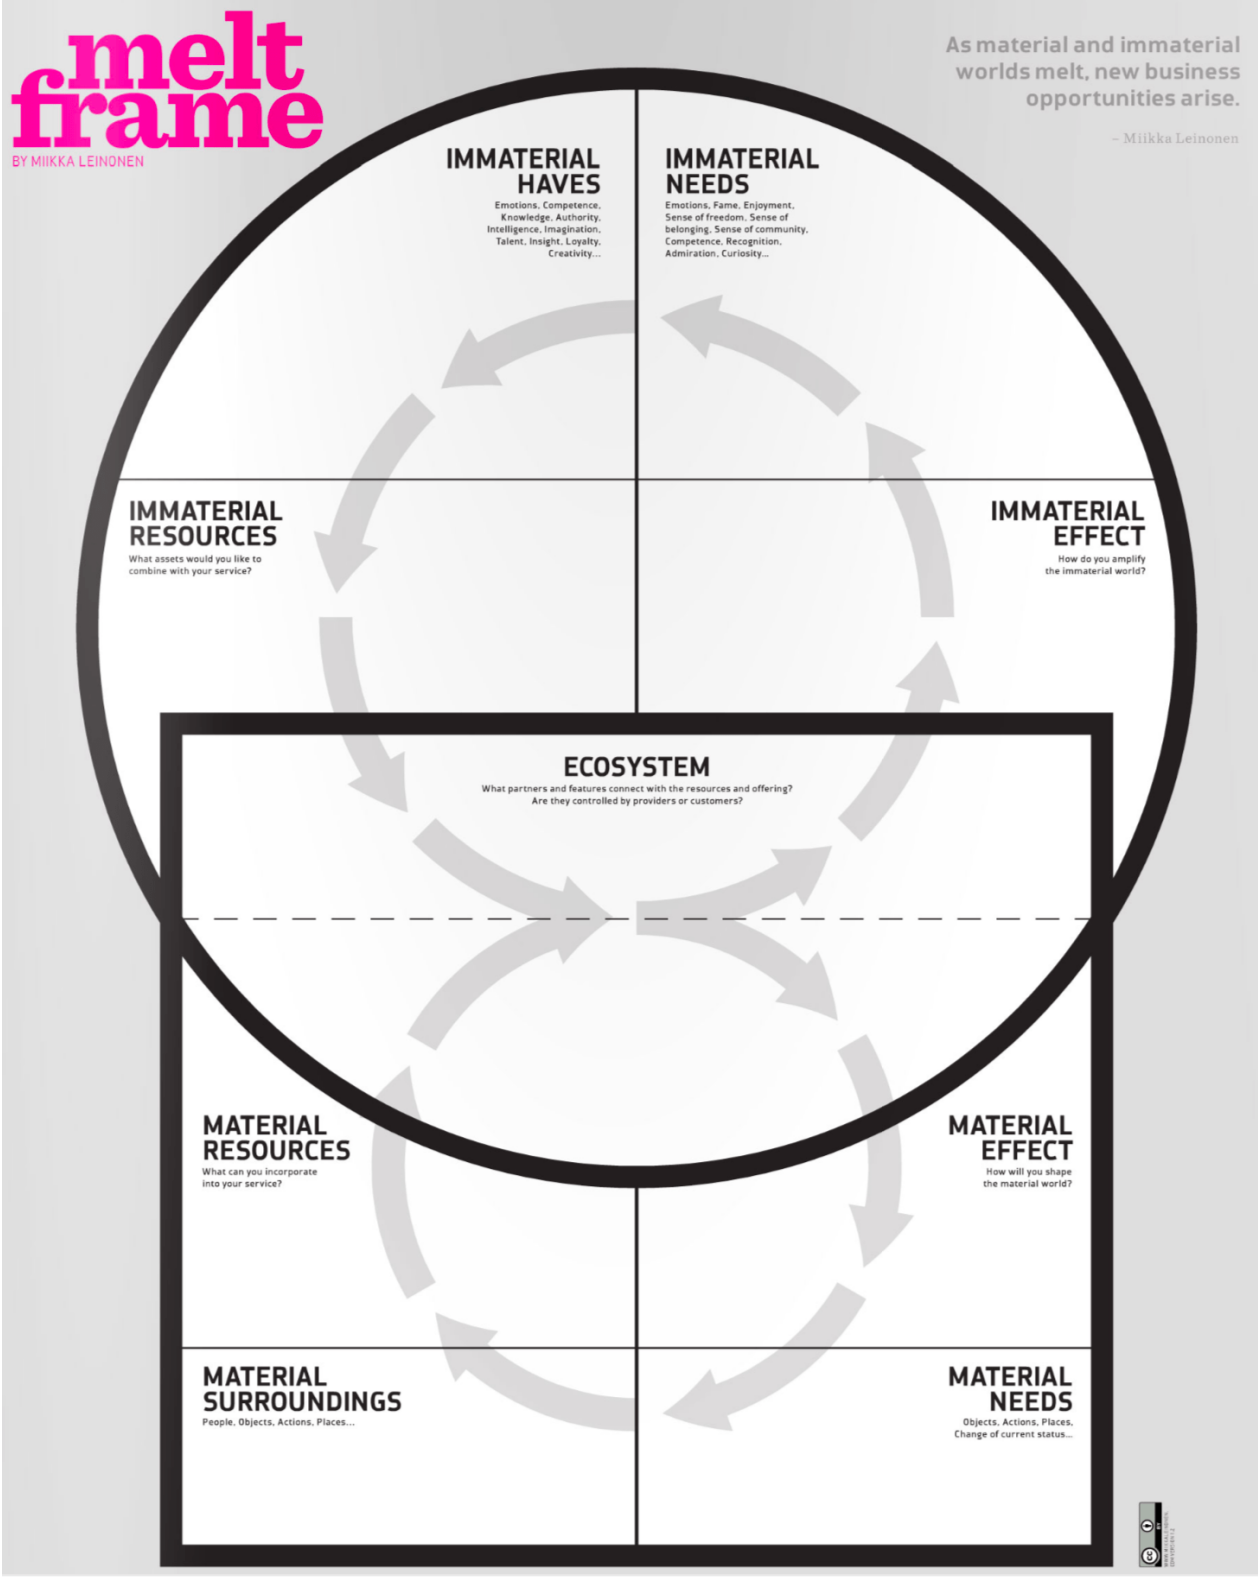 melt
frame
BY MIIKKA LEINONEN
As material and immaterial
worlds melt, new business
opportunities arise.
– Miikka Leinonen
IMMATERIAL
HAVES
Emotions, Competence,
Knowledge, Authority,
Intelligence, Imagination,
Talent, Insight, Loyalty,
Creativity...
IMMATERIAL
NEEDS
Emotions, Fame, Enjoyment,
Sense of freedom, Sense of
belonging, Sense of community,
Competence, Recognition,
Admiration, Curiosity...
IMMATERIAL
RESOURCES
What assets would you like to
combine with your service?
IMMATERIAL
EFFECT
How do you amplify
the immaterial world?
ECOSYSTEM
What partners and features connect with the resources and offering?
Are they controlled by providers or customers?
MATERIAL
RESOURCES
What can you incorporate
into your service?
MATERIAL
EFFECT
How will you shape
the material world?
MATERIAL
SURROUNDINGS
People, Objects, Actions, Places...
MATERIAL
NEEDS
Objects, Actions, Places,
Change of current status...
cc
BY